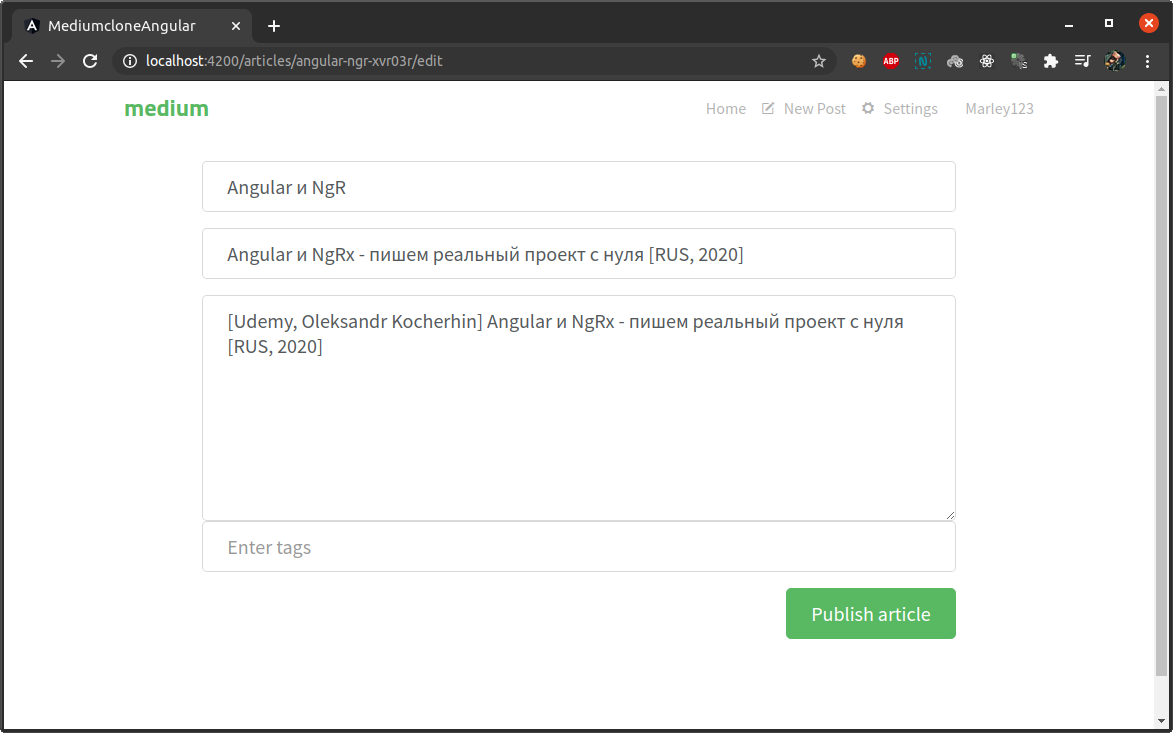 MediumcloneAngular
localhost:4200/articles/angular-ngr-xvr03r/edit
ABP
N
medium
Home
New Post
Settings
Marley123
Angular и NgR
Angular и NgRx - пишем реальный проект с нуля [RUS, 2020]
[Udemy, Oleksandr Kocherhin] Angular и NgRx - пишем реальный проект с нуля
[RUS, 2020]
Enter tags
Publish article